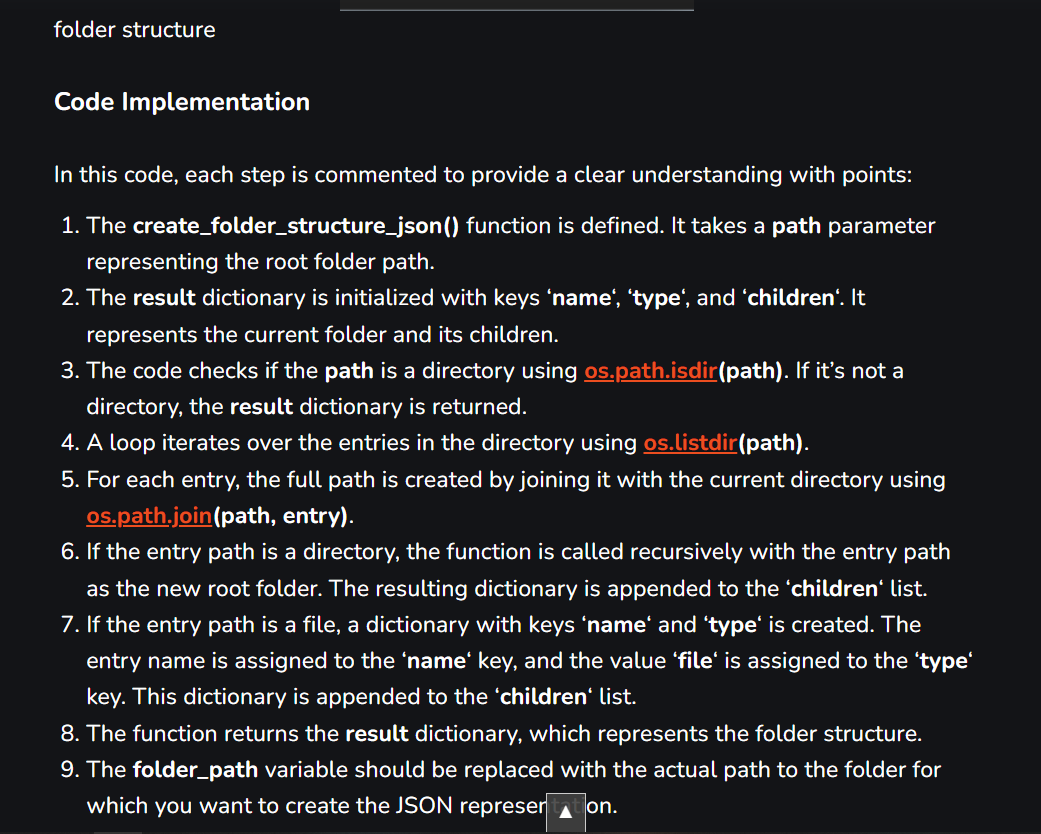 folder structure
Code Implementation
In this code, each step is commented to provide a clear understanding with points:
1. The create_folder_structure_json() function is defined. It takes a path parameter
representing the root folder path.
2. The result dictionary is initialized with keys ‘name‘, ‘type‘, and ‘children‘. It
represents the current folder and its children.
3. The code checks if the path is a directory using os.path.isdir(path). If it’s not a
directory, the result dictionary is returned.
4. A loop iterates over the entries in the directory using os.listdir(path).
5. For each entry, the full path is created by joining it with the current directory using
os.path.join(path, entry).
6. If the entry path is a directory, the function is called recursively with the entry path
as the new root folder. The resulting dictionary is appended to the ‘children‘ list.
7. If the entry path is a file, a dictionary with keys ‘name‘ and ‘type‘ is created. The
entry name is assigned to the ‘name‘ key, and the value ‘file‘ is assigned to the ‘type‘
key. This dictionary is appended to the ‘children‘ list.
8. The function returns the result dictionary, which represents the folder structure.
9. The folder_path variable should be replaced with the actual path to the folder for
which you want to create the JSON representation.